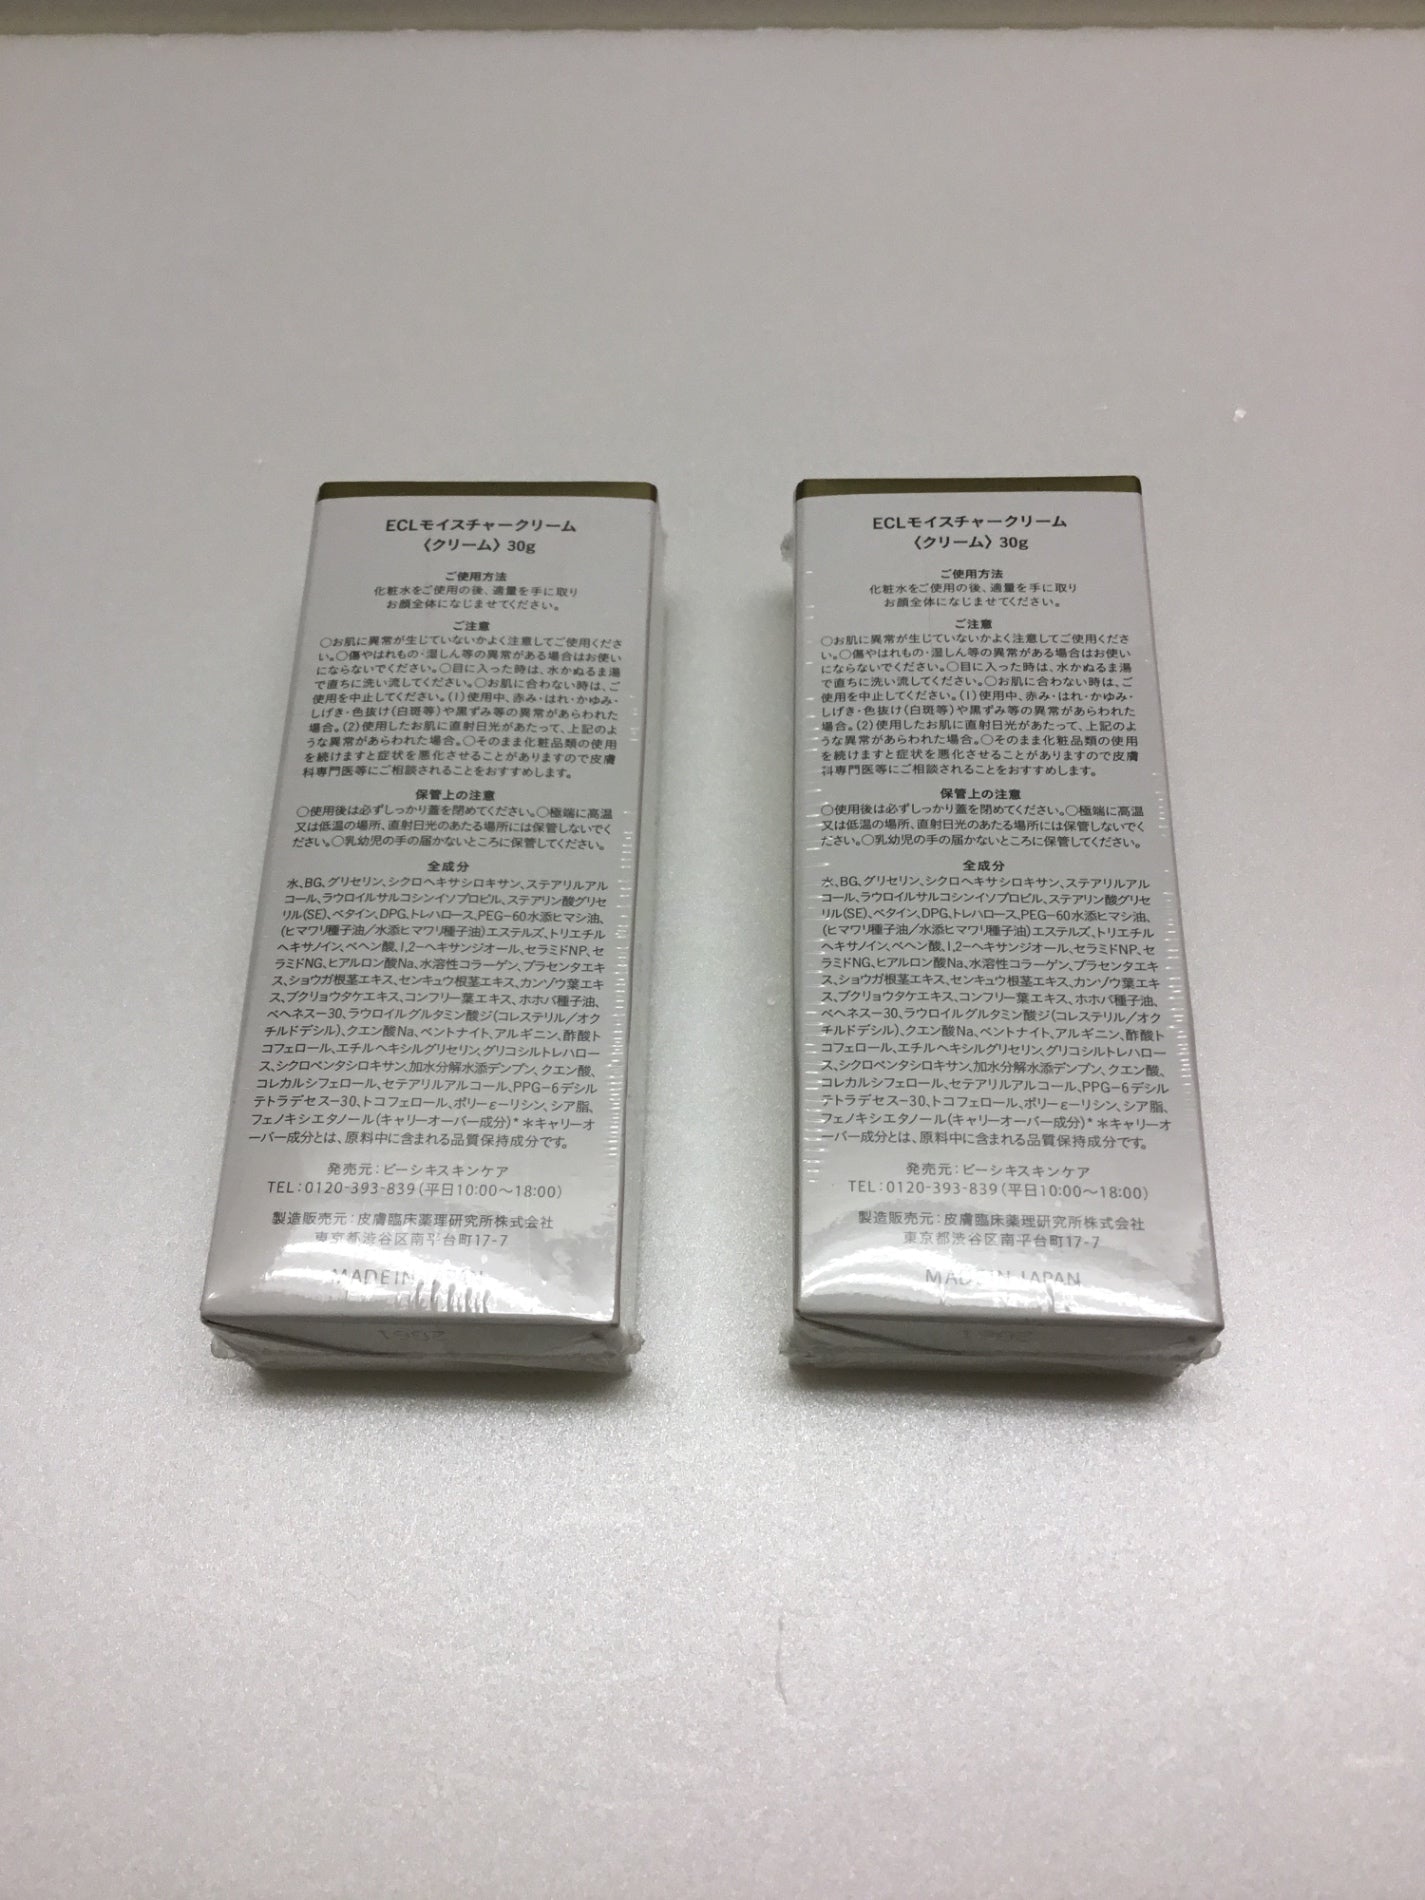 ECLモイスチャークリーム
〈クリーム〉30g
ご使用方法
化粧水をご使用の後、適量を手に取り
お顔全体になじませてください。
ご注意
○お肌に異常が生じていないかよく注意してご使用くださ
い。○傷やはれもの・湿しん等の異常がある場合はお使い
にならないでください。○目に入った時は、水かぬるま湯
で直ちに洗い流してください。○お肌に合わない時は、ご
使用を中止してください。(1)使用中、赤み・はれ・かゆみ・
しげき・色抜け(白斑等)や黒ずみ等の異常があらわれた
場合。(2)使用したお肌に直射日光があたって、上記のよ
うな異常があらわれた場合。○そのまま化粧品類の使用
を続けますと症状を悪化させることがありますので皮膚
科専門医等にご相談されることをおすすめします。
保管上の注意
○使用後は必ずしっかり蓋を閉めてください。○極端に高温
又は低温の場所、直射日光のあたる場所には保管しないでく
ださい。○乳幼児の手の届かないところに保管してください。
全成分
水、BG、グリセリン、シクロヘキサシロキサン、ステアリルアル
コール、ラウロイルサルコシンイソプロピル、ステアリン酸グリセ
リル(SE)、ベタイン、DPG、トレハロース、PEG-60水添ヒマシ油、
(ヒマワリ種子油/水添ヒマワリ種子油)エステルズ、トリエチル
ヘキサノイン、ベヘン酸、1,2-ヘキサンジオール、セラミドNP、セ
ラミドNG、ヒアルロン酸Na、水溶性コラーゲン、プラセンタエキ
ス、ショウガ根茎エキス、センキュウ根茎エキス、カンゾウ葉エキ
ス、ブクリョウタケエキス、コンフリー葉エキス、ホホバ種子油、
ベヘネス-30、ラウロイルグルタミン酸ジ(コレステリル/オク
チルドデシル)、クエン酸Na、ベントナイト、アルギニン、酢酸ト
コフェロール、エチルヘキシルグリセリン、グリコシルトレハロー
ス、シクロペンタシロキサン、加水分解水添デンプン、クエン酸、
コレカルシフェロール、セテアリルアルコール、PPG-6デシル
テトラデセス-30、トコフェロール、ポリ-ε-リシン、シア脂、
フェノキシエタノール(キャリーオーバー成分)* *キャリーオ
ーバー成分とは、原料中に含まれる品質保持成分です。
発売元:ビーシキスキンケア
TEL:0120-393-839(平日10:00〜18:00)
製造販売元:皮膚臨床薬理研究所株式会社
東京都渋谷区南平台町17-7
MADE IN
ECLモイスチャークリーム
〈クリーム〉30g
ご使用方法
化粧水をご使用の後、適量を手に取り
お顔全体になじませてください。
ご注意
○お肌に異常が生じていないかよく注意してご使用くださ
い。○傷やはれもの・湿しん等の異常がある場合はお使い
にならないでください。○目に入った時は、水かぬるま湯
で直ちに洗い流してください。○お肌に合わない時は、ご
使用を中止してください。(1)使用中、赤み・はれ・かゆみ・
しげき・色抜け(白斑等)や黒ずみ等の異常があらわれた
場合。(2)使用したお肌に直射日光があたって、上記のよ
うな異常があらわれた場合。○そのまま化粧品類の使用
を続けますと症状を悪化させることがありますので皮膚
科専門医等にご相談されることをおすすめします。
保管上の注意
○使用後は必ずしっかり蓋を閉めてください。○極端に高温
又は低温の場所、直射日光のあたる場所には保管しないでく
ださい。○乳幼児の手の届かないところに保管してください。
全成分
水、BG、グリセリン、シクロヘキサシロキサン、ステアリルアル
コール、ラウロイルサルコシンイソプロピル、ステアリン酸グリセ
リル(SE)、ベタイン、DPG、トレハロース、PEG-60水添ヒマシ油、
(ヒマワリ種子油/水添ヒマワリ種子油)エステルズ、トリエチル
ヘキサノイン、ベヘン酸、1,2-ヘキサンジオール、セラミドNP、セ
ラミドNG、ヒアルロン酸Na、水溶性コラーゲン、プラセンタエキ
ス、ショウガ根茎エキス、センキュウ根茎エキス、カンゾウ葉エキ
ス、ブクリョウタケエキス、コンフリー葉エキス、ホホバ種子油、
ベヘネス-30、ラウロイルグルタミン酸ジ(コレステリル/オク
チルドデシル)、クエン酸Na、ベントナイト、アルギニン、酢酸ト
コフェロール、エチルヘキシルグリセリン、グリコシルトレハロー
ス、シクロペンタシロキサン、加水分解水添デンプン、クエン酸、
コレカルシフェロール、セテアリルアルコール、PPG-6デシル
テトラデセス-30、トコフェロール、ポリ-ε-リシン、シア脂、
フェノキシエタノール(キャリーオーバー成分)* *キャリーオ
ーバー成分とは、原料中に含まれる品質保持成分です。
発売元:ビーシキスキンケア
TEL:0120-393-839(平日10:00〜18:00)
製造販売元:皮膚臨床薬理研究所株式会社
東京都渋谷区南平台町17-7
MADE IN JAPAN